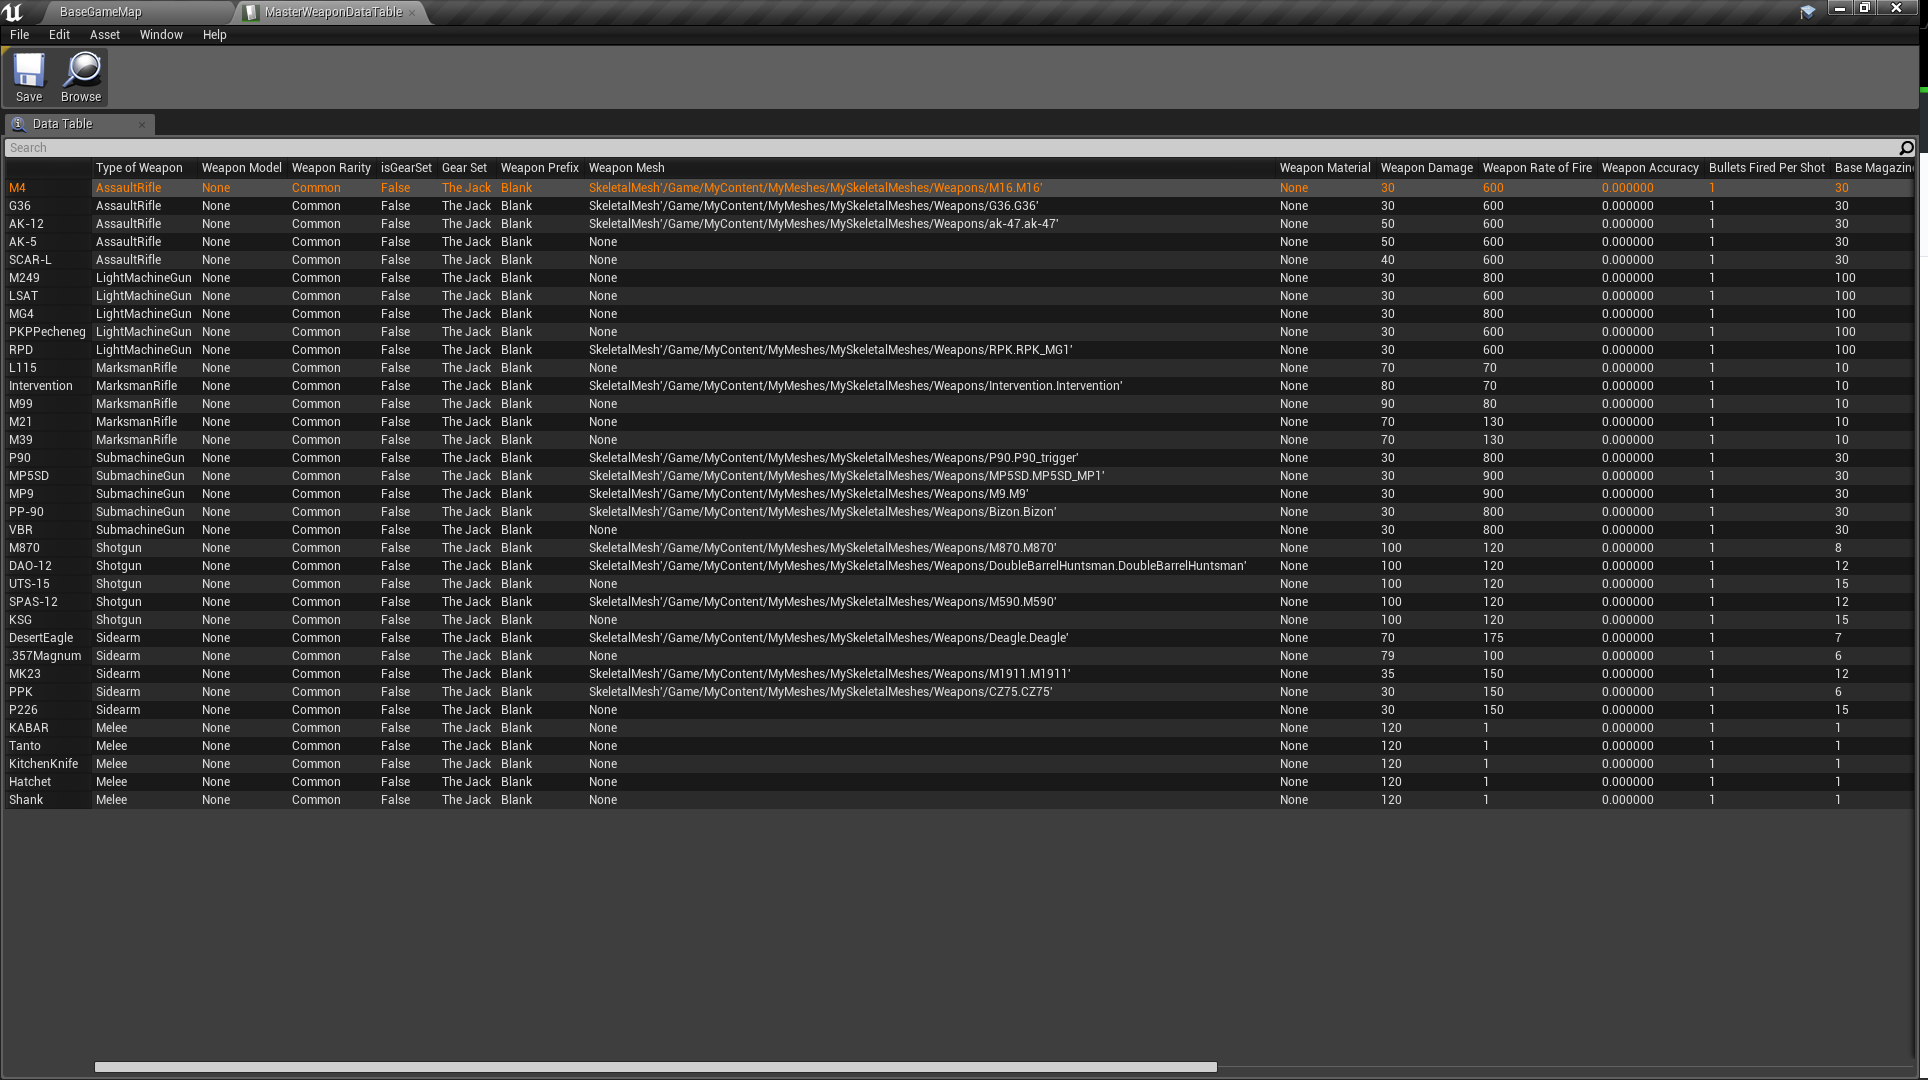 BaseGameMap MasterWeaponDataTable
File Edit Asset Window Help
Save Browse
Data Table
Search
Type of Weapon Weapon Model Weapon Rarity isGearSet Gear Set Weapon Prefix Weapon Mesh Weapon Material Weapon Damage Weapon Rate of Fire Weapon Accuracy Bullets Fired Per Shot Base Magazin
M4 AssaultRifle None Common False The Jack Blank SkeletalMesh'/Game/MyContent/MyMeshes/MySkeletalMeshes/Weapons/M16.M16' None 30 600 0.000000 1 30
G36 AssaultRifle None Common False The Jack Blank SkeletalMesh'/Game/MyContent/MyMeshes/MySkeletalMeshes/Weapons/G36.G36' None 30 600 0.000000 1 30
AK-12 AssaultRifle None Common False The Jack Blank SkeletalMesh'/Game/MyContent/MyMeshes/MySkeletalMeshes/Weapons/ak-47.ak-47' None 50 600 0.000000 1 30
AK-5 AssaultRifle None Common False The Jack Blank None None 50 600 0.000000 1 30
SCAR-L AssaultRifle None Common False The Jack Blank None None 40 600 0.000000 1 30
M249 LightMachineGun None Common False The Jack Blank None None 30 800 0.000000 1 100
LSAT LightMachineGun None Common False The Jack Blank None None 30 600 0.000000 1 100
MG4 LightMachineGun None Common False The Jack Blank None None 30 800 0.000000 1 100
PKPPecheneg LightMachineGun None Common False The Jack Blank None None 30 600 0.000000 1 100
RPD LightMachineGun None Common False The Jack Blank SkeletalMesh'/Game/MyContent/MyMeshes/MySkeletalMeshes/Weapons/RPK.RPK_MG1' None 30 600 0.000000 1 100
L115 MarksmanRifle None Common False The Jack Blank None None 70 70 0.000000 1 10
Intervention MarksmanRifle None Common False The Jack Blank SkeletalMesh'/Game/MyContent/MyMeshes/MySkeletalMeshes/Weapons/Intervention.Intervention' None 80 70 0.000000 1 10
M99 MarksmanRifle None Common False The Jack Blank None None 90 80 0.000000 1 10
M21 MarksmanRifle None Common False The Jack Blank None None 70 130 0.000000 1 10
M39 MarksmanRifle None Common False The Jack Blank None None 70 130 0.000000 1 10
P90 SubmachineGun None Common False The Jack Blank SkeletalMesh'/Game/MyContent/MyMeshes/MySkeletalMeshes/Weapons/P90.P90_trigger' None 30 800 0.000000 1 30
MP5SD SubmachineGun None Common False The Jack Blank SkeletalMesh'/Game/MyContent/MyMeshes/MySkeletalMeshes/Weapons/MP5SD.MP5SD_MP1' None 30 900 0.000000 1 30
MP9 SubmachineGun None Common False The Jack Blank SkeletalMesh'/Game/MyContent/MyMeshes/MySkeletalMeshes/Weapons/M9.M9' None 30 900 0.000000 1 30
PP-90 SubmachineGun None Common False The Jack Blank SkeletalMesh'/Game/MyContent/MyMeshes/MySkeletalMeshes/Weapons/Bizon.Bizon' None 30 800 0.000000 1 30
VBR SubmachineGun None Common False The Jack Blank None None 30 800 0.000000 1 30
M870 Shotgun None Common False The Jack Blank SkeletalMesh'/Game/MyContent/MyMeshes/MySkeletalMeshes/Weapons/M870.M870' None 100 120 0.000000 1 8
DAO-12 Shotgun None Common False The Jack Blank SkeletalMesh'/Game/MyContent/MyMeshes/MySkeletalMeshes/Weapons/DoubleBarrelHuntsman.DoubleBarrelHuntsman' None 100 120 0.000000 1 12
UTS-15 Shotgun None Common False The Jack Blank None None 100 120 0.000000 1 15
SPAS-12 Shotgun None Common False The Jack Blank SkeletalMesh'/Game/MyContent/MyMeshes/MySkeletalMeshes/Weapons/M590.M590' None 100 120 0.000000 1 12
KSG Shotgun None Common False The Jack Blank None None 100 120 0.000000 1 15
DesertEagle Sidearm None Common False The Jack Blank SkeletalMesh'/Game/MyContent/MyMeshes/MySkeletalMeshes/Weapons/Deagle.Deagle' None 70 175 0.000000 1 7
.357Magnum Sidearm None Common False The Jack Blank None None 79 100 0.000000 1 6
MK23 Sidearm None Common False The Jack Blank SkeletalMesh'/Game/MyContent/MyMeshes/MySkeletalMeshes/Weapons/M1911.M1911' None 35 150 0.000000 1 12
PPK Sidearm None Common False The Jack Blank SkeletalMesh'/Game/MyContent/MyMeshes/MySkeletalMeshes/Weapons/CZ75.CZ75' None 30 150 0.000000 1 6
P226 Sidearm None Common False The Jack Blank None None 30 150 0.000000 1 15
KABAR Melee None Common False The Jack Blank None None 120 1 0.000000 1 1
Tanto Melee None Common False The Jack Blank None None 120 1 0.000000 1 1
KitchenKnife Melee None Common False The Jack Blank None None 120 1 0.000000 1 1
Hatchet Melee None Common False The Jack Blank None None 120 1 0.000000 1 1
Shank Melee None Common False The Jack Blank None None 120 1 0.000000 1 1